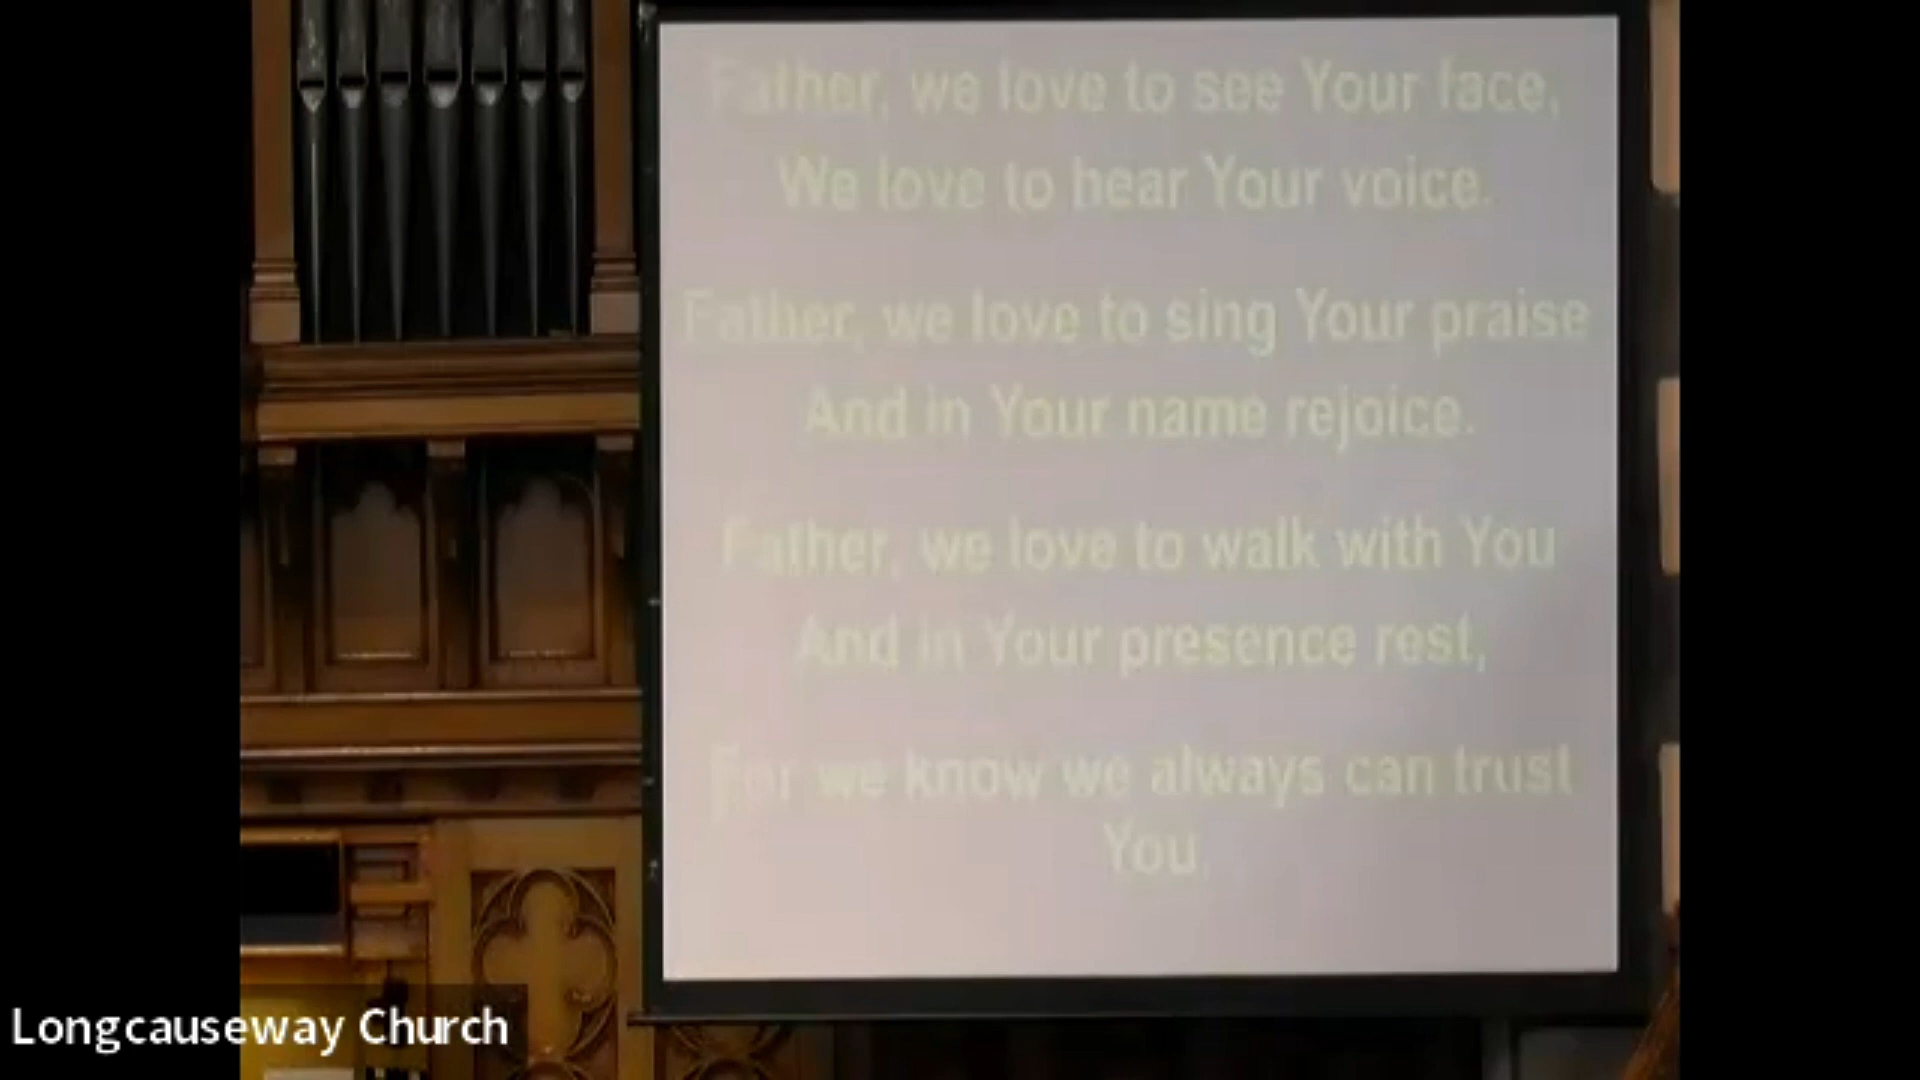 Father, we love to see Your face,
We love to hear Your voice.
Father, we love to sing Your praise
And in Your name rejoice.
Father, we love to walk with You
And in Your presence rest,
For we know we always can trust
You.
Longcauseway Church